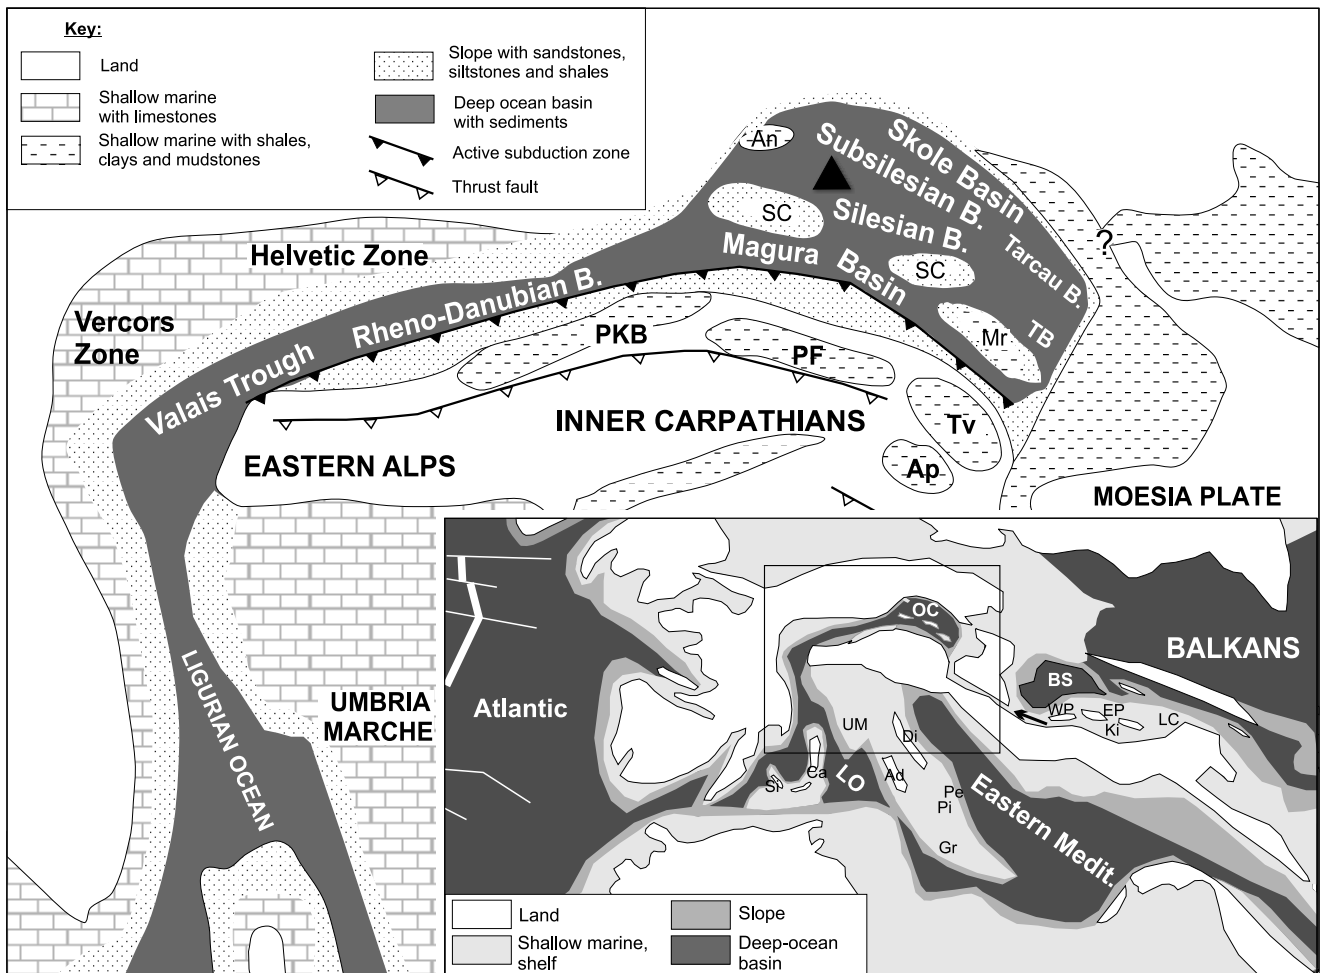 Key:
Land
Shallow marine
with limestones
Shallow marine with shales,
clays and mudstones
Slope with sandstones,
siltstones and shales
Deep ocean basin
with sediments
Active subduction zone
Thrust fault
An
Skole Basin
Subsilesian B.
SC
Silesian B.
Tarcau B.
?
Helvetic Zone
Magura Basin
SC
Vercors
Zone
Rheno-Danubian B.
PKB
PF
Mr
TB
Valais Trough
INNER CARPATHIANS
Tv
EASTERN ALPS
Ap
MOESIA PLATE
LIGURIAN OCEAN
UMBRIA
MARCHE
OC
BALKANS
BS
Atlantic
UM
WP
EP
Ki
LC
Di
Si
Ca
LO
Ad
Pe
Pi
Eastern Medit.
Gr
Land
Shallow marine,
shelf
Slope
Deep-ocean
basin